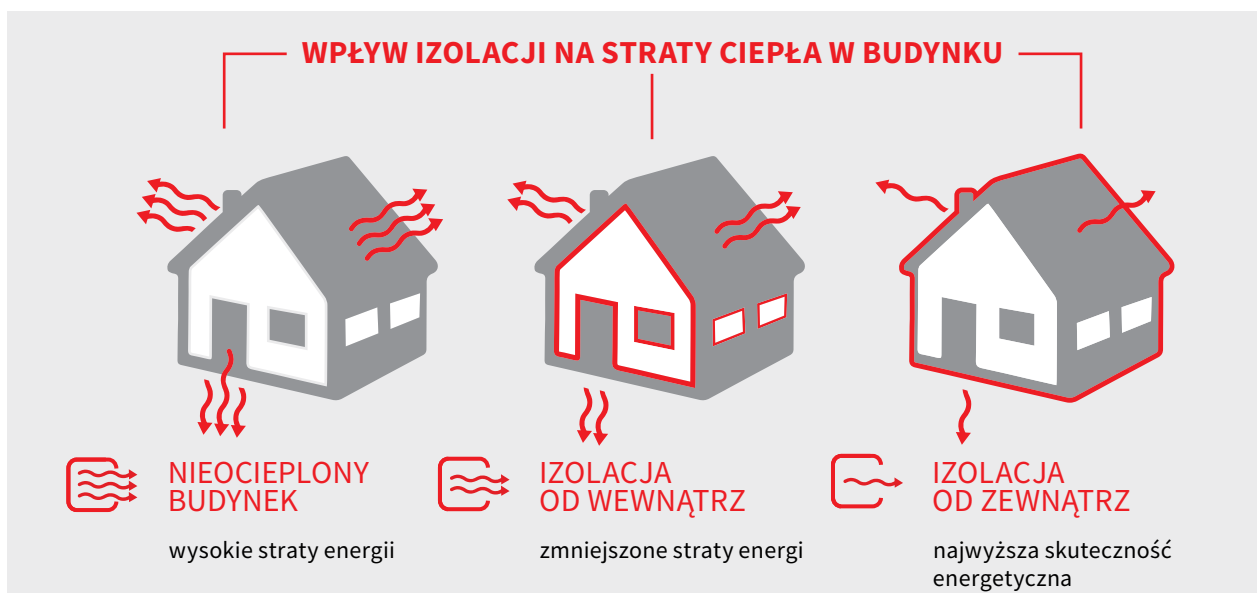 WPŁYW IZOLACJI NA STRATY CIEPŁA W BUDYNKU
NIEOCIEPLONY
BUDYNEK
wysokie straty energii
IZOLACJA
OD WEWNĄTRZ
zmniejszone straty energi
IZOLACJA
OD ZEWNĄTRZ
najwyższa skuteczność
energetyczna